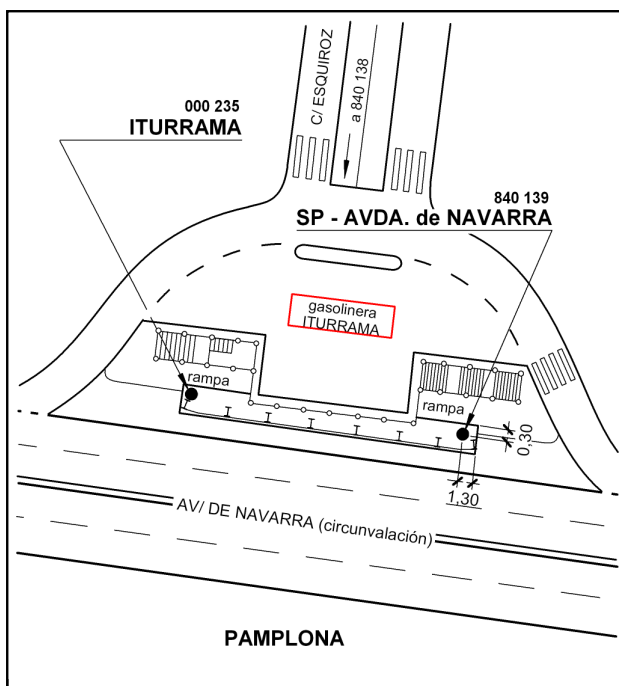 C/ ESQUIROZ
a 840 138
000 235
ITURRAMA
840 139
SP - AVDA. de NAVARRA
gasolinera
ITURRAMA
rampa
rampa
0,30
1,30
AV/ DE NAVARRA (circunvalación)
PAMPLONA